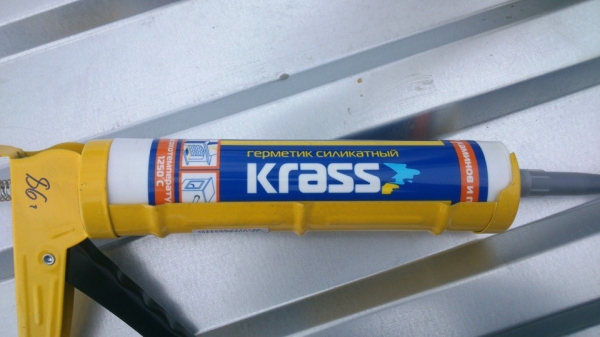 герметик силикатный
Krass
1250°C
86,